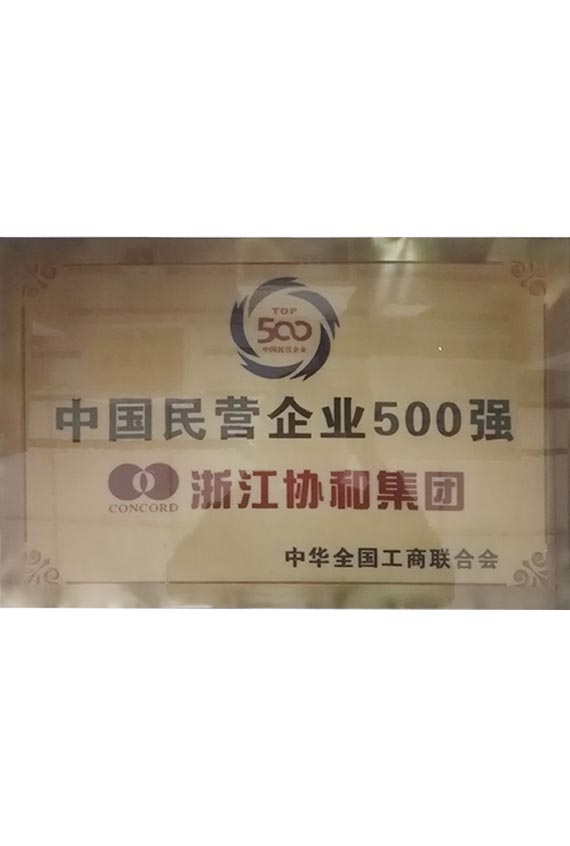 TOP
500
中国民营企业
中国民营企业500强
CONCORD 浙江协和集团
中华全国工商联合会